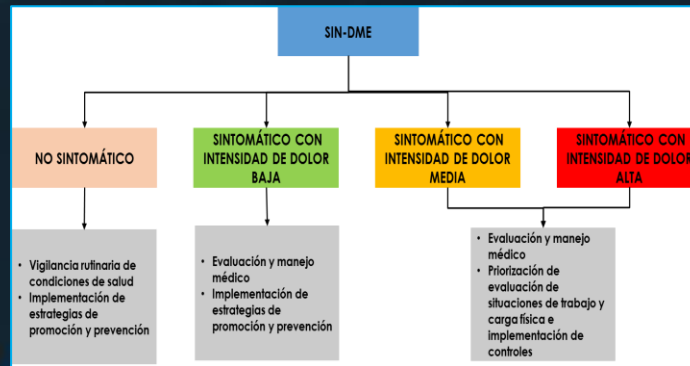 SIN-DME
NO SINTOMÁTICO
SINTOMÁTICO CON
INTENSIDAD DE DOLOR
BAJA
SINTOMÁTICO CON
INTENSIDAD DE DOLOR
MEDIA
SINTOMÁTICO CON
INTENSIDAD DE DOLOR
ALTA
• Vigilancia rutinaria de
condiciones de salud
• Implementación de
estrategias de
promoción y prevención
• Evaluación y manejo
médico
• Implementación de
estrategias de
promoción y prevención
• Evaluación y manejo
médico
• Priorización de
evaluación de
situaciones de trabajo y
carga física e
implementación de
controles